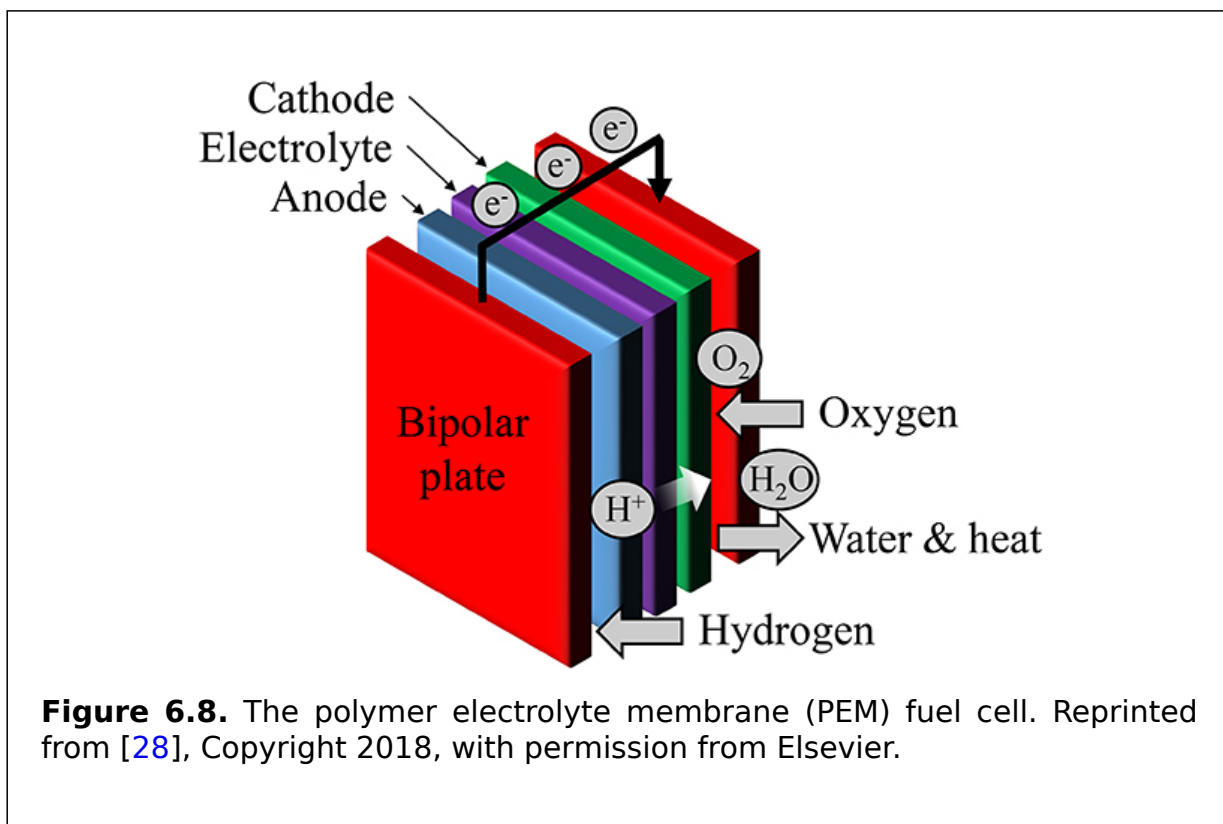 Cathode
Electrolyte
Anode
e⁻
e⁻
e⁻
O₂
Oxygen
Bipolar
plate
H⁺
H₂O
Water & heat
Hydrogen
Figure 6.8. The polymer electrolyte membrane (PEM) fuel cell. Reprinted
from [28], Copyright 2018, with permission from Elsevier.